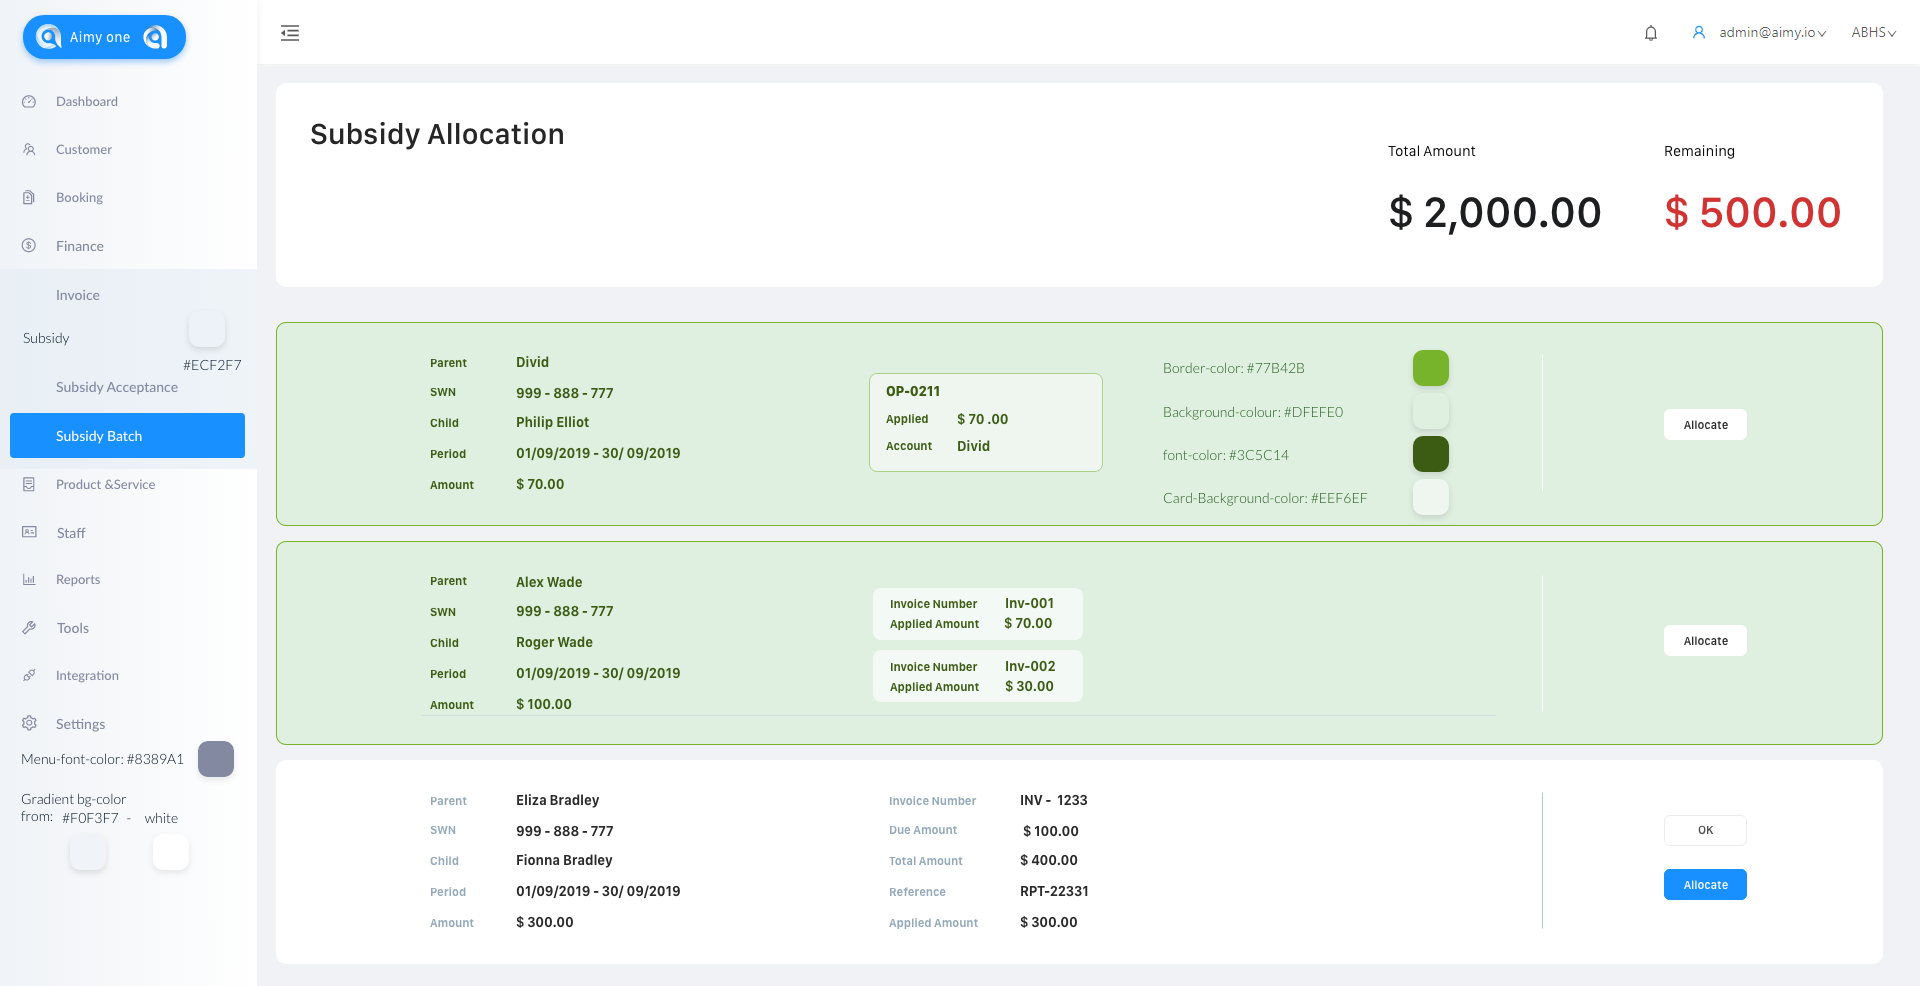 Aimy one
Dashboard
Customer
Booking
Finance
Invoice
Subsidy
#ECF2F7
Subsidy Acceptance
Subsidy Batch
Product &Service
Staff
Reports
Tools
Integration
Settings
Menu-font-color: #8389A1
Gradient bg-color
from: #F0F3F7 - white
admin@aimy.io
ABHS
Subsidy Allocation
Total Amount
$ 2,000.00
Remaining
$ 500.00
Parent Divid
SWN 999 - 888 - 777
Child Philip Elliot
Period 01/09/2019 - 30/ 09/2019
Amount $ 70.00
OP-0211
Applied $ 70 .00
Account Divid
Border-color: #77B42B
Background-colour: #DFEFE0
font-color: #3C5C14
Card-Background-color: #EEF6EF
Allocate
Parent Alex Wade
SWN 999 - 888 - 777
Child Roger Wade
Period 01/09/2019 - 30/ 09/2019
Amount $ 100.00
Invoice Number Inv-001
Applied Amount $ 70.00
Invoice Number Inv-002
Applied Amount $ 30.00
Allocate
Parent Eliza Bradley
SWN 999 - 888 - 777
Child Fionna Bradley
Period 01/09/2019 - 30/ 09/2019
Amount $ 300.00
Invoice Number INV - 1233
Due Amount $ 100.00
Total Amount $ 400.00
Reference RPT-22331
Applied Amount $ 300.00
OK
Allocate